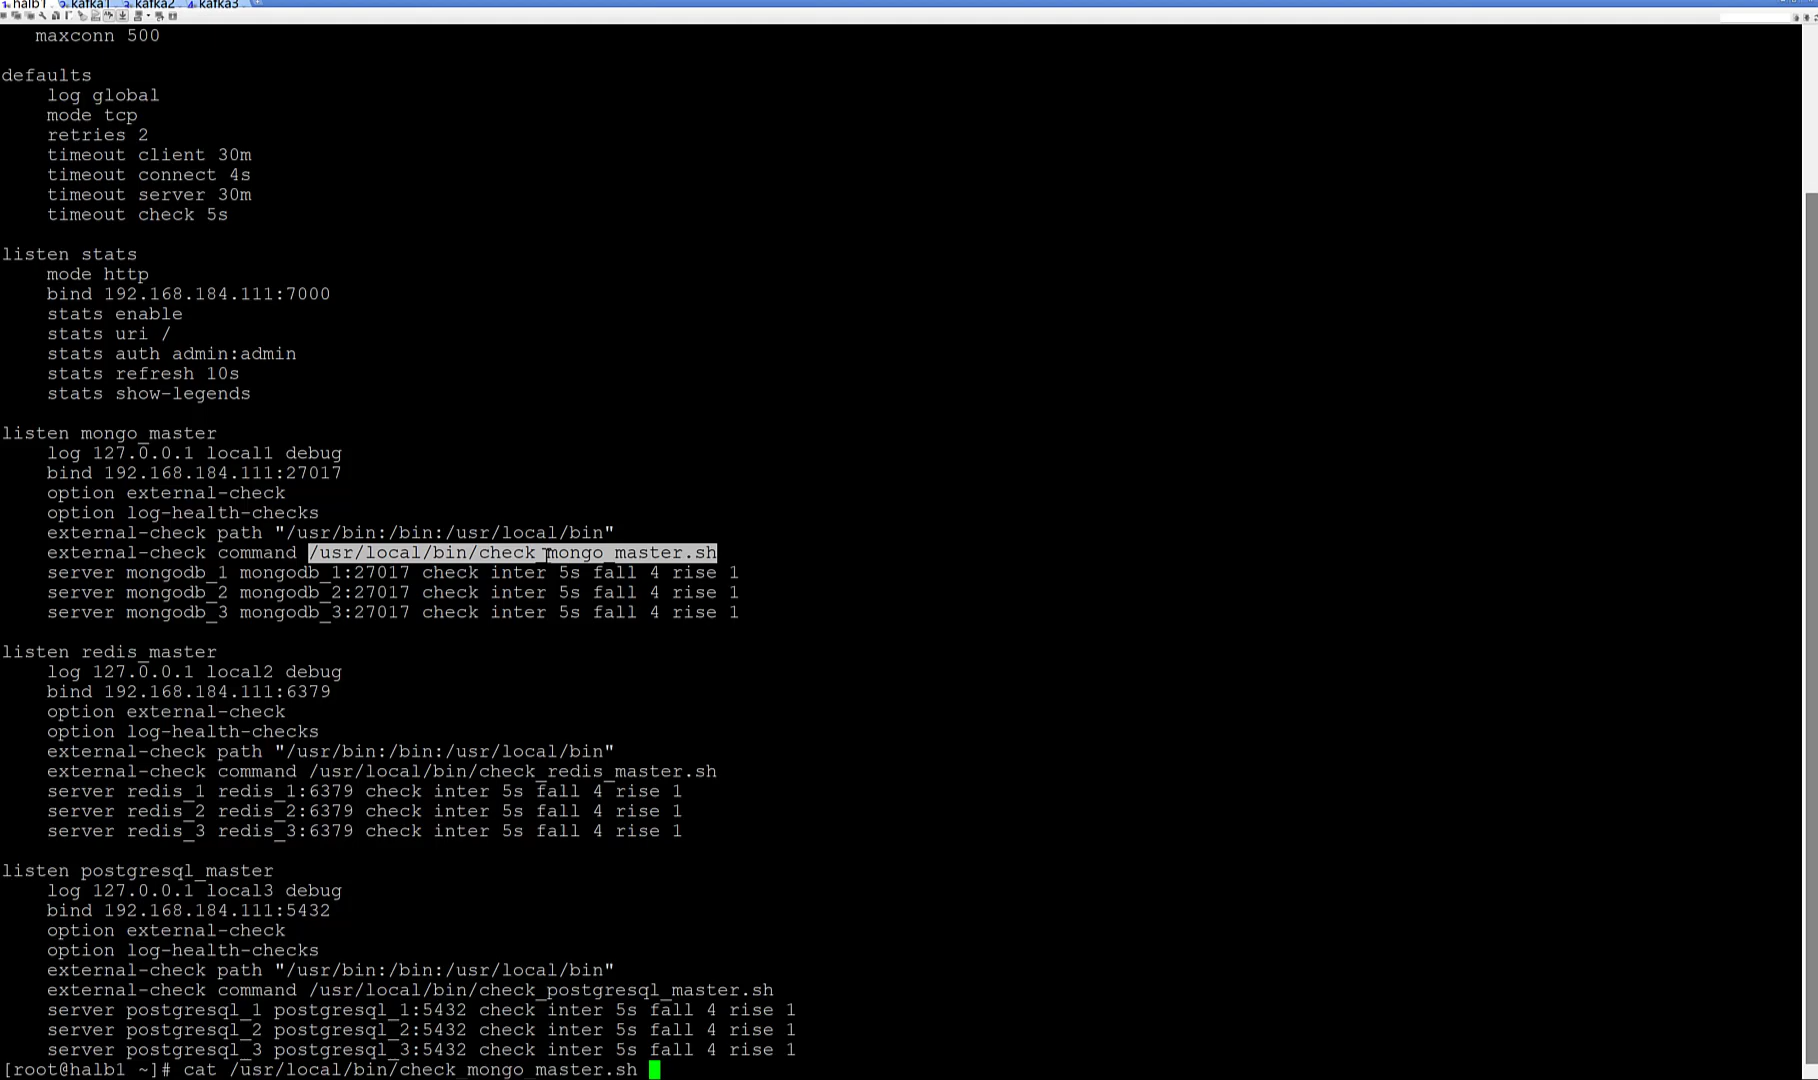 1 halb1 2 kafka1 3 kafka2 4 kafka3
maxconn 500
defaults
log global
mode tcp
retries 2
timeout client 30m
timeout connect 4s
timeout server 30m
timeout check 5s
listen stats
mode http
bind 192.168.184.111:7000
stats enable
stats uri /
stats auth admin:admin
stats refresh 10s
stats show-legends
listen mongo_master
log 127.0.0.1 local1 debug
bind 192.168.184.111:27017
option external-check
option log-health-checks
external-check path "/usr/bin:/bin:/usr/local/bin"
external-check command /usr/local/bin/check_mongo_master.sh
server mongodb_1 mongodb_1:27017 check inter 5s fall 4 rise 1
server mongodb_2 mongodb_2:27017 check inter 5s fall 4 rise 1
server mongodb_3 mongodb_3:27017 check inter 5s fall 4 rise 1
listen redis_master
log 127.0.0.1 local2 debug
bind 192.168.184.111:6379
option external-check
option log-health-checks
external-check path "/usr/bin:/bin:/usr/local/bin"
external-check command /usr/local/bin/check_redis_master.sh
server redis_1 redis_1:6379 check inter 5s fall 4 rise 1
server redis_2 redis_2:6379 check inter 5s fall 4 rise 1
server redis_3 redis_3:6379 check inter 5s fall 4 rise 1
listen postgresql_master
log 127.0.0.1 local3 debug
bind 192.168.184.111:5432
option external-check
option log-health-checks
external-check path "/usr/bin:/bin:/usr/local/bin"
external-check command /usr/local/bin/check_postgresql_master.sh
server postgresql_1 postgresql_1:5432 check inter 5s fall 4 rise 1
server postgresql_2 postgresql_2:5432 check inter 5s fall 4 rise 1
server postgresql_3 postgresql_3:5432 check inter 5s fall 4 rise 1
[root@halb1 ~]# cat /usr/local/bin/check_mongo_master.sh